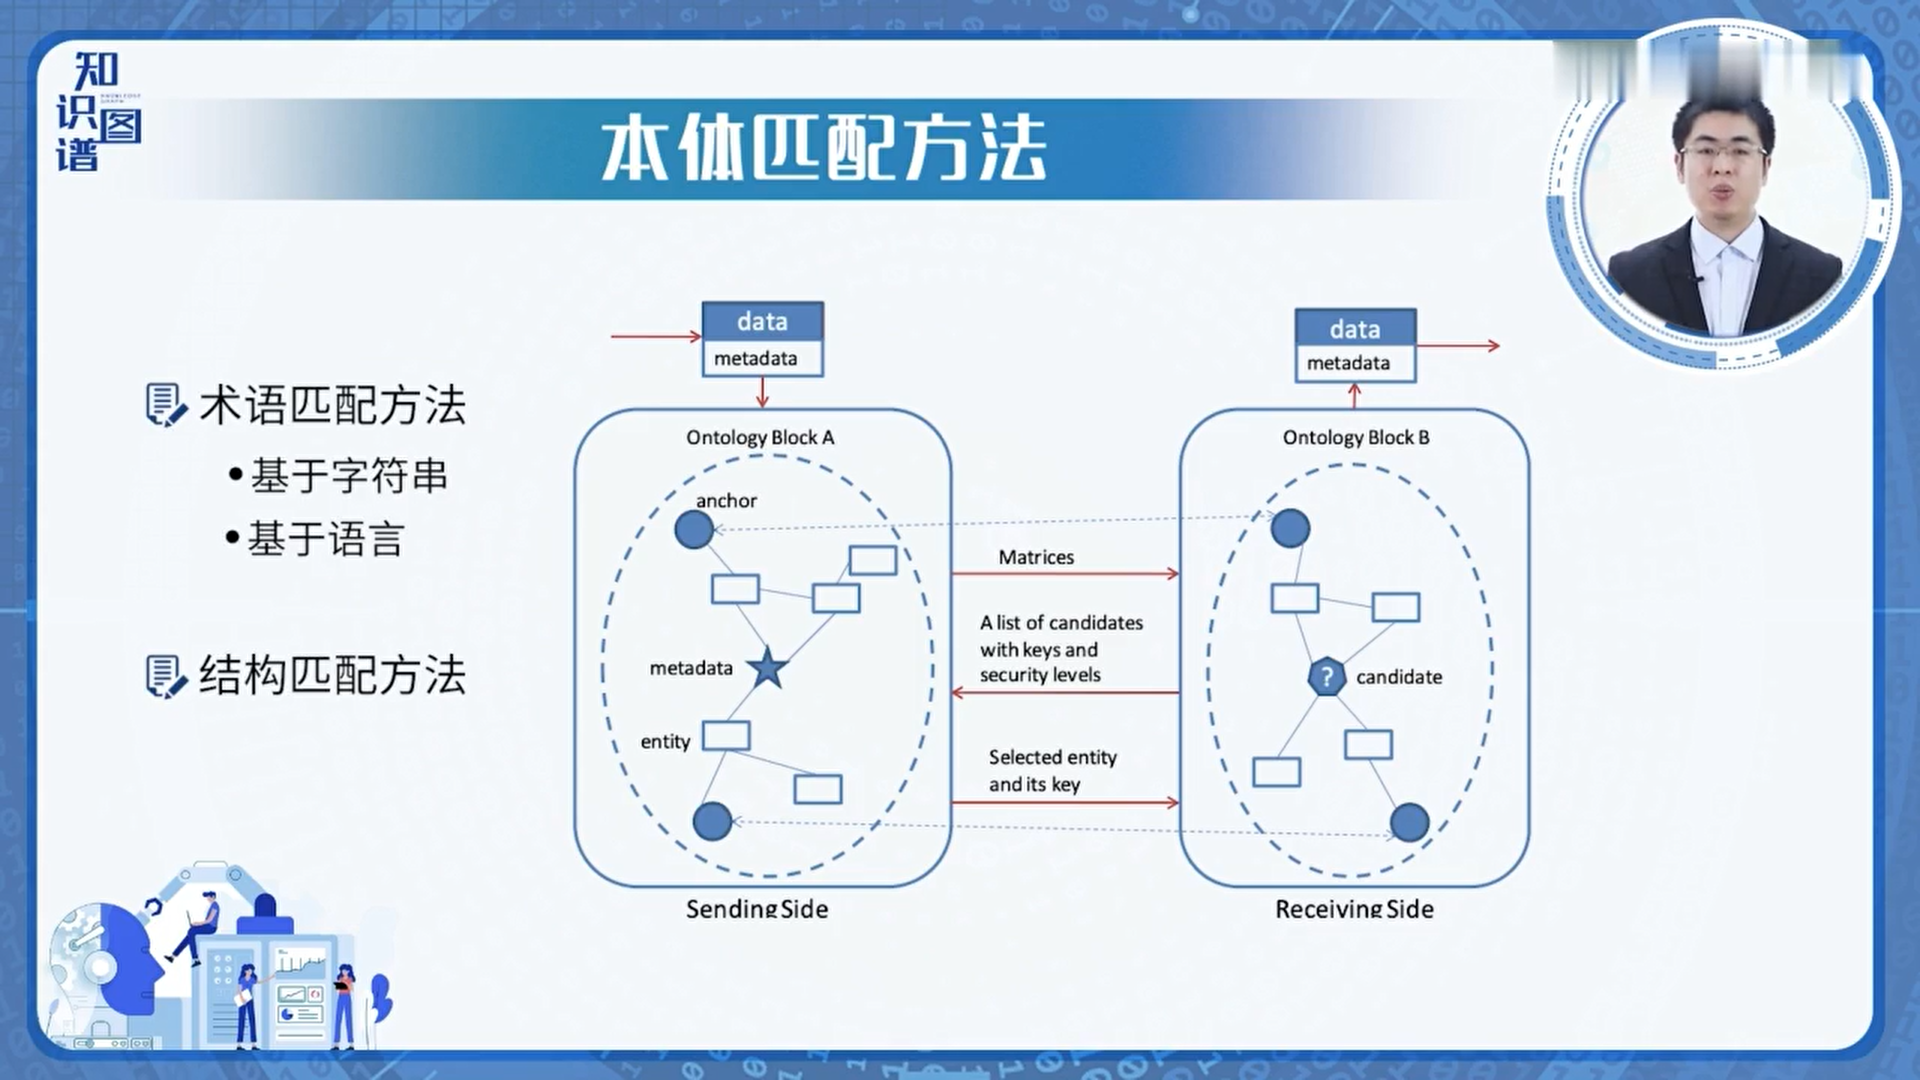 知识图谱
本体匹配方法
术语匹配方法
•基于字符串
•基于语言
结构匹配方法
data
metadata
Ontology Block A
anchor
metadata
entity
Sending Side
Matrices
A list of candidates
with keys and
security levels
Selected entity
and its key
data
metadata
Ontology Block B
?
candidate
Receiving Side